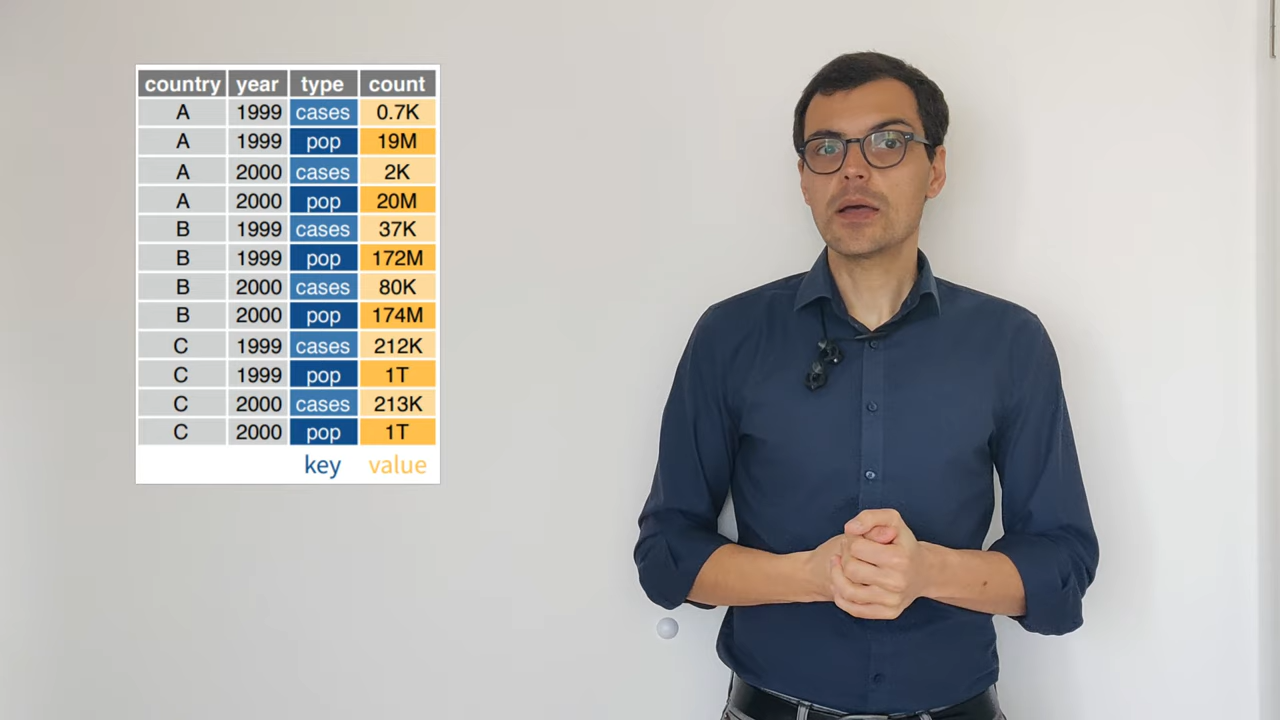 country year type count
A 1999 cases 0.7K
A 1999 pop 19M
A 2000 cases 2K
A 2000 pop 20M
B 1999 cases 37K
B 1999 pop 172M
B 2000 cases 80K
B 2000 pop 174M
C 1999 cases 212K
C 1999 pop 1T
C 2000 cases 213K
C 2000 pop 1T
key value